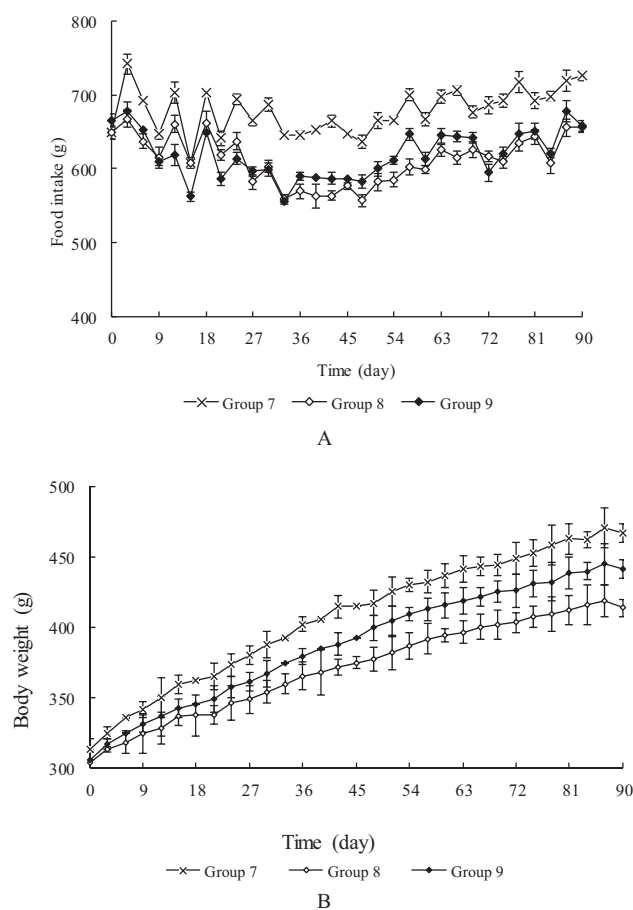 800
700
600
500
400
Food intake (g)
0 9 18 27 36 45 54 63 72 81 90
Time (day)
Group 7 Group 8 Group 9
A
500
450
400
350
300
Body weight (g)
0 9 18 27 36 45 54 63 72 81 90
Time (day)
Group 7 Group 8 Group 9
B